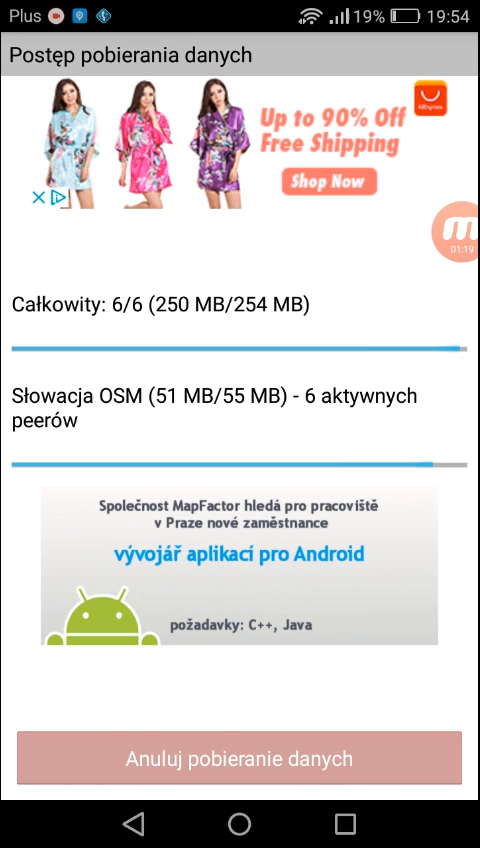 Plus 19% 19:54
Postęp pobierania danych
Up to 90% Off
Free Shipping
Shop Now
AliExpress
01:19
Całkowity: 6/6 (250 MB/254 MB)
Słowacja OSM (51 MB/55 MB) - 6 aktywnych
peerów
Společnost MapFactor hledá pro pracoviště
v Praze nové zaměstnance
vývojář aplikací pro Android
požadavky: C++, Java
Anuluj pobieranie danych